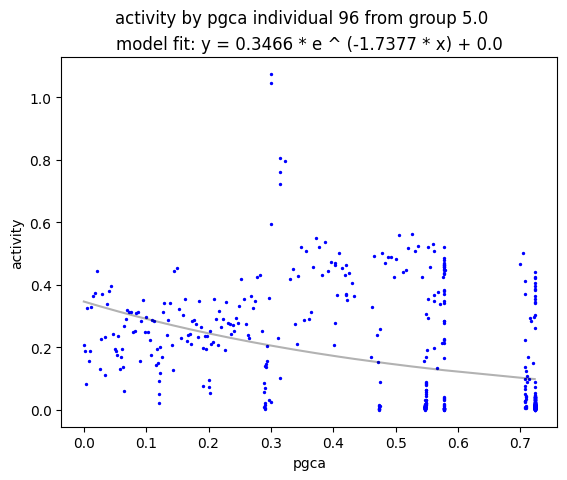 activity by pgca individual 96 from group 5.0
model fit: y = 0.3466 * e ^ (-1.7377 * x) + 0.0
1.0
0.8
0.6
0.4
0.2
0.0
activity
0.0 0.1 0.2 0.3 0.4 0.5 0.6 0.7
pgca